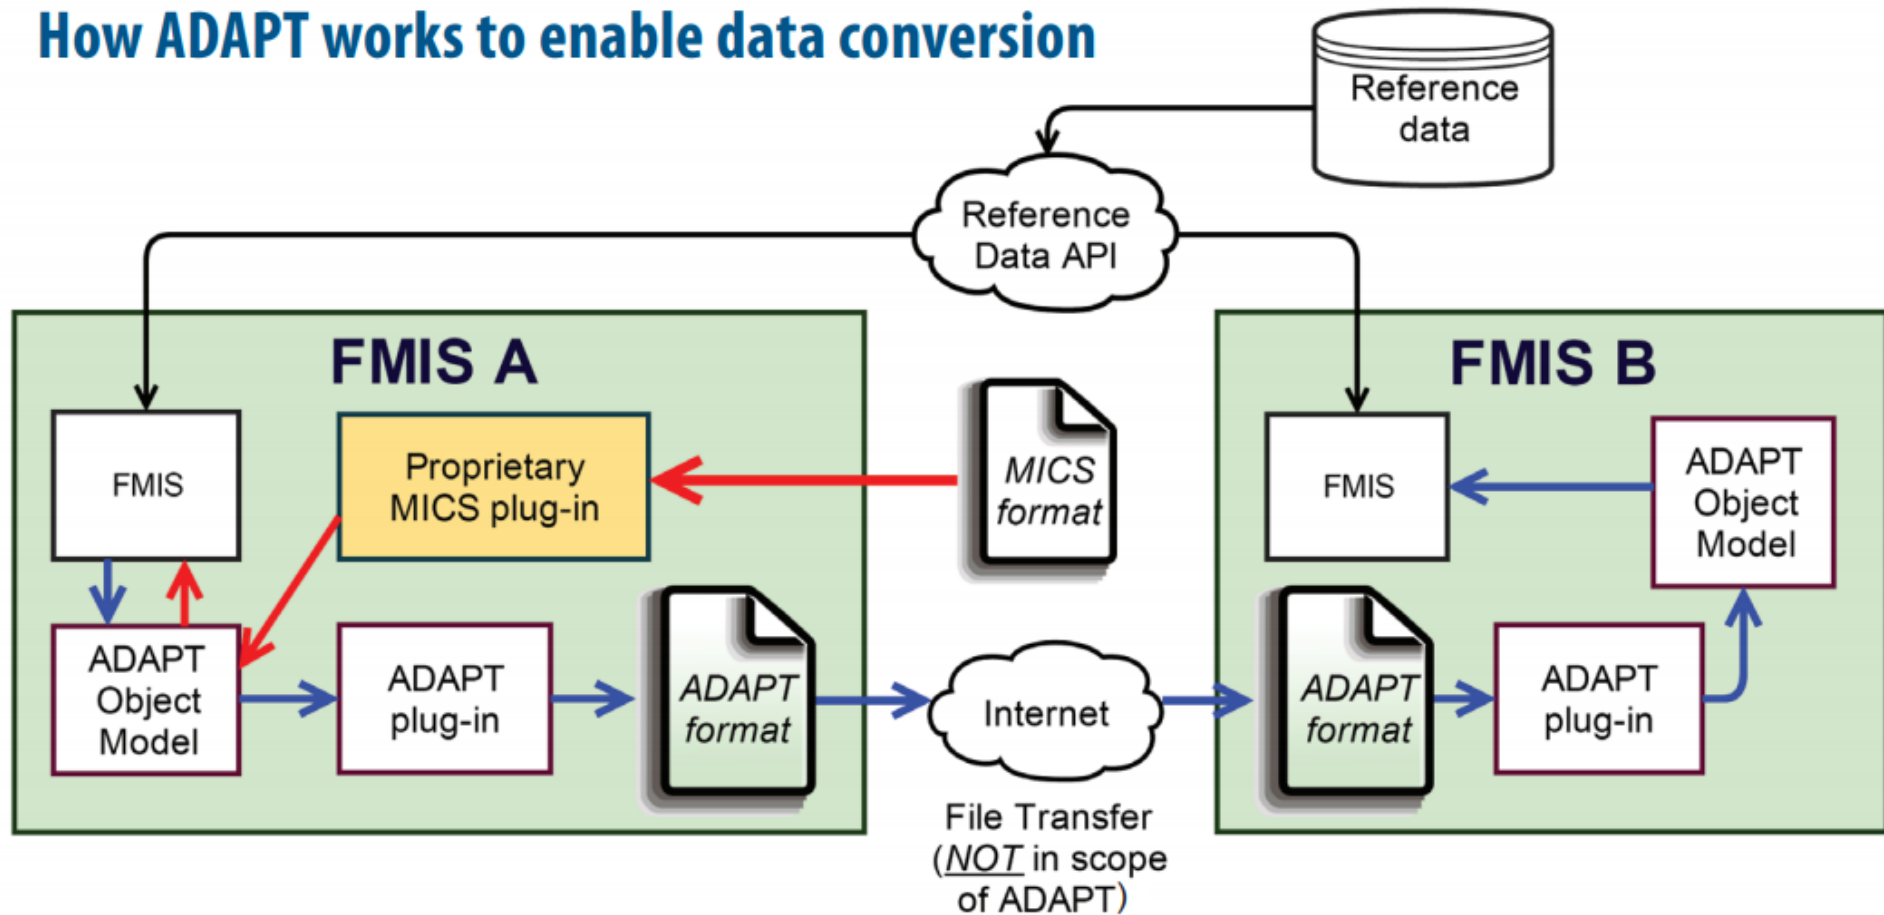 How ADAPT works to enable data conversion
Reference
data
Reference
Data API
FMIS A
FMIS
Proprietary
MICS plug-in
MICS
format
ADAPT
Object
Model
ADAPT
plug-in
ADAPT
format
Internet
File Transfer
(NOT in scope
of ADAPT)
FMIS B
FMIS
ADAPT
Object
Model
ADAPT
format
ADAPT
plug-in